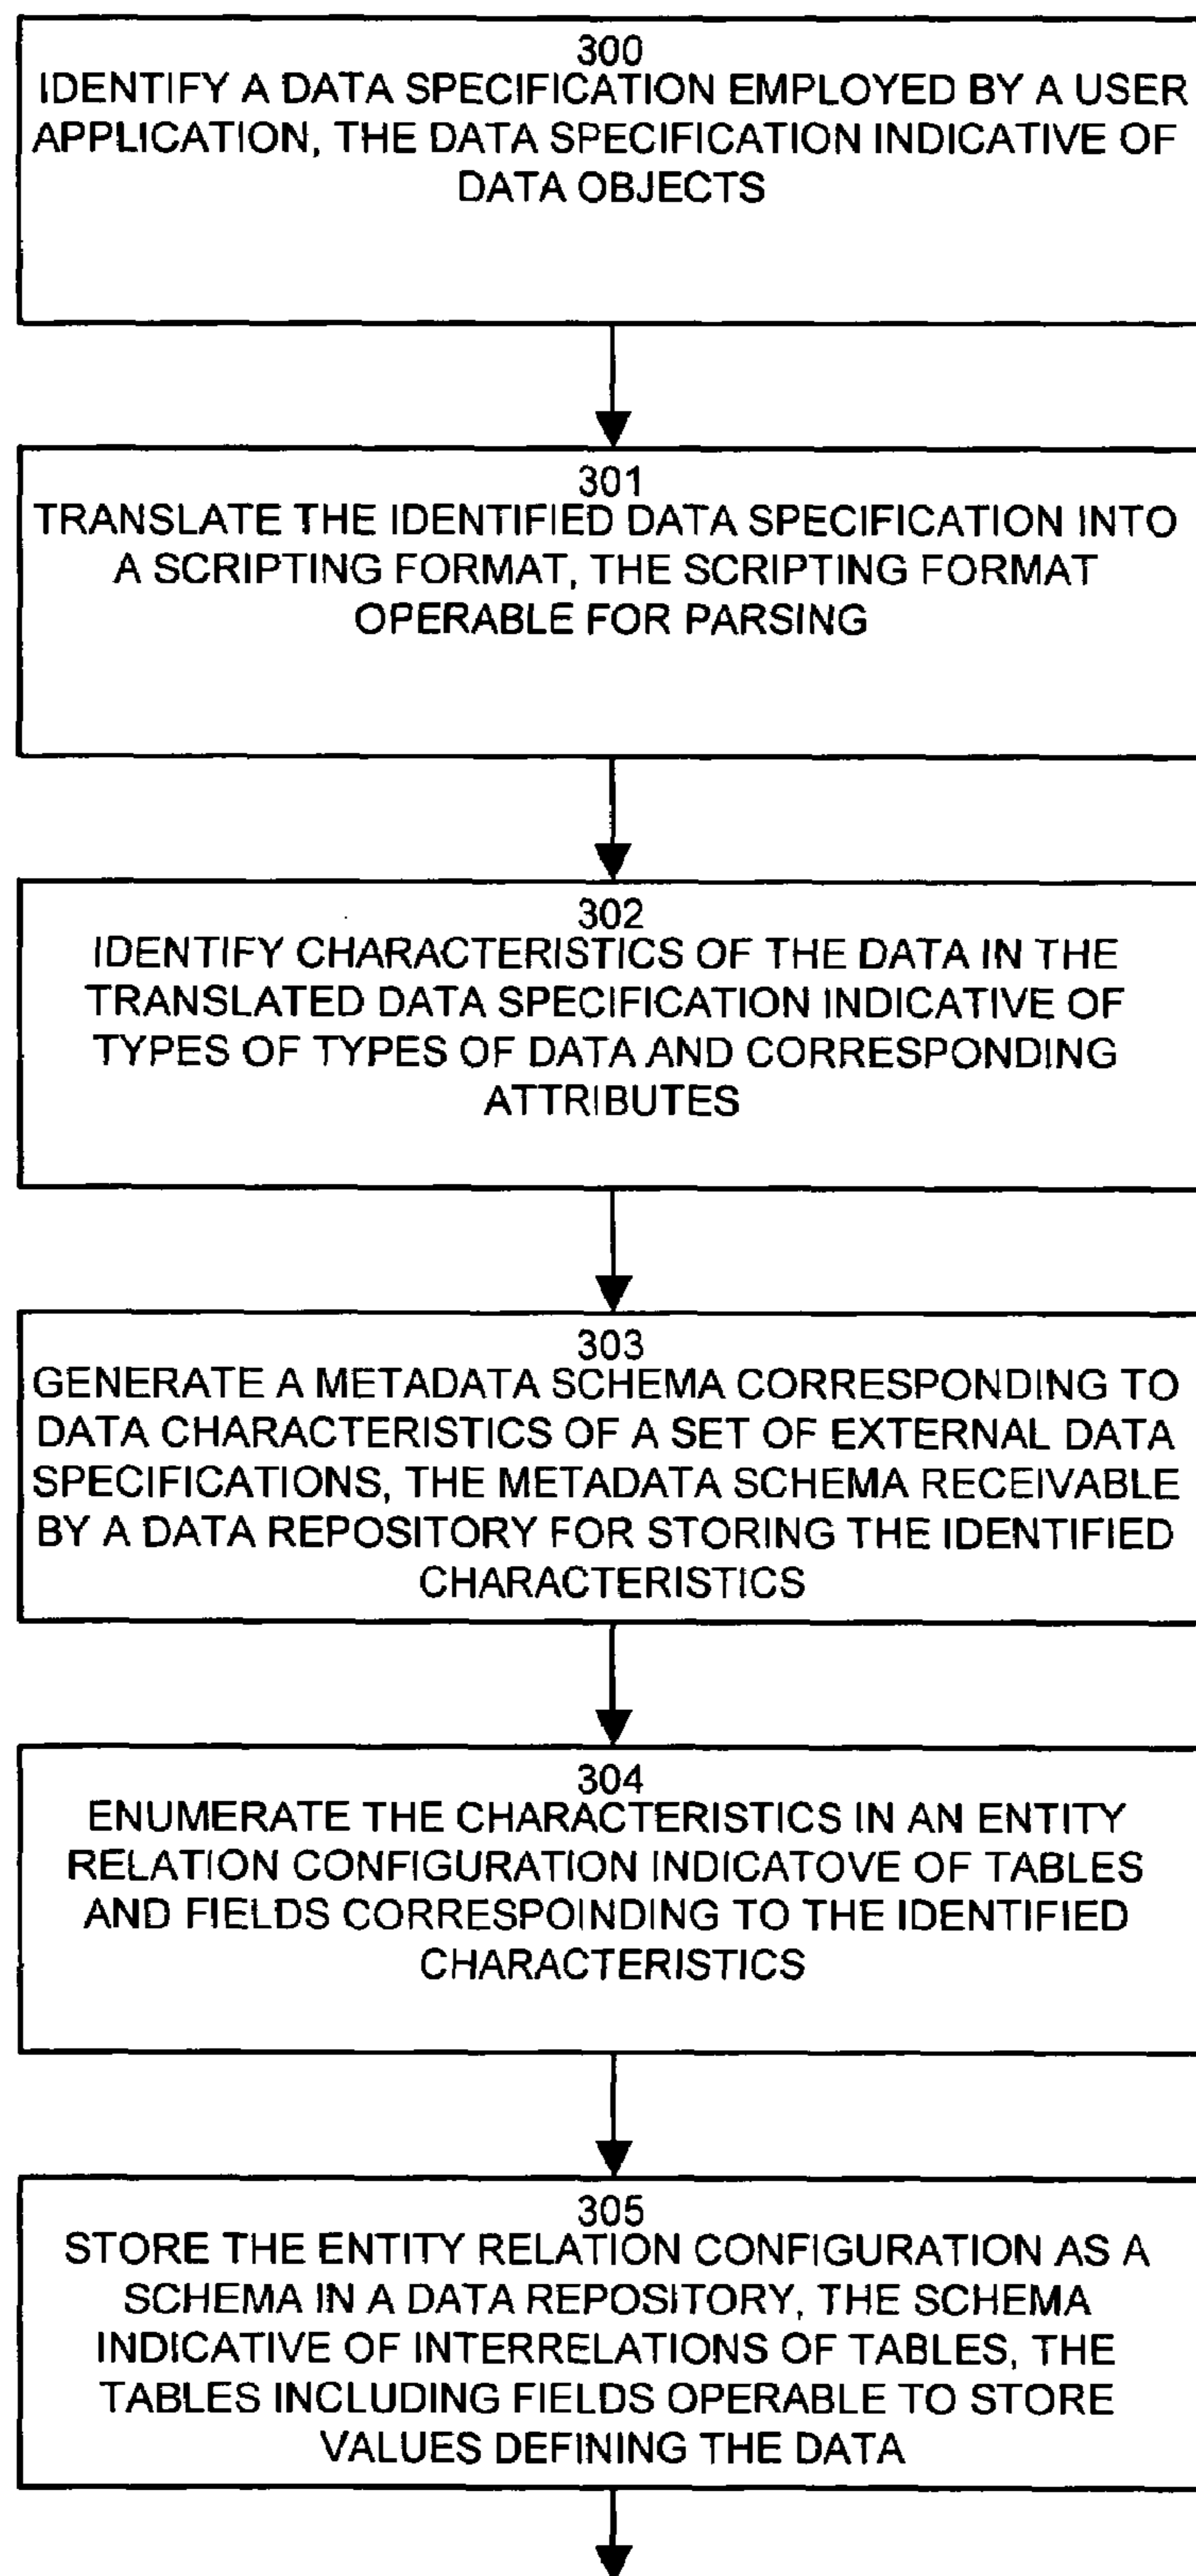 300
IDENTIFY A DATA SPECIFICATION EMPLOYED BY A USER
APPLICATION, THE DATA SPECIFICATION INDICATIVE OF
DATA OBJECTS
301
TRANSLATE THE IDENTIFIED DATA SPECIFICATION INTO
A SCRIPTING FORMAT, THE SCRIPTING FORMAT
OPERABLE FOR PARSING
302
IDENTIFY CHARACTERISTICS OF THE DATA IN THE
TRANSLATED DATA SPECIFICATION INDICATIVE OF
TYPES OF TYPES OF DATA AND CORRESPONDING
ATTRIBUTES
303
GENERATE A METADATA SCHEMA CORRESPONDING TO
DATA CHARACTERISTICS OF A SET OF EXTERNAL DATA
SPECIFICATIONS, THE METADATA SCHEMA RECEIVABLE
BY A DATA REPOSITORY FOR STORING THE IDENTIFIED
CHARACTERISTICS
304
ENUMERATE THE CHARACTERISTICS IN AN ENTITY
RELATION CONFIGURATION INDICATOVE OF TABLES
AND FIELDS CORRESPOINDING TO THE IDENTIFIED
CHARACTERISTICS
305
STORE THE ENTITY RELATION CONFIGURATION AS A
SCHEMA IN A DATA REPOSITORY, THE SCHEMA
INDICATIVE OF INTERRELATIONS OF TABLES, THE
TABLES INCLUDING FIELDS OPERABLE TO STORE
VALUES DEFINING THE DATA